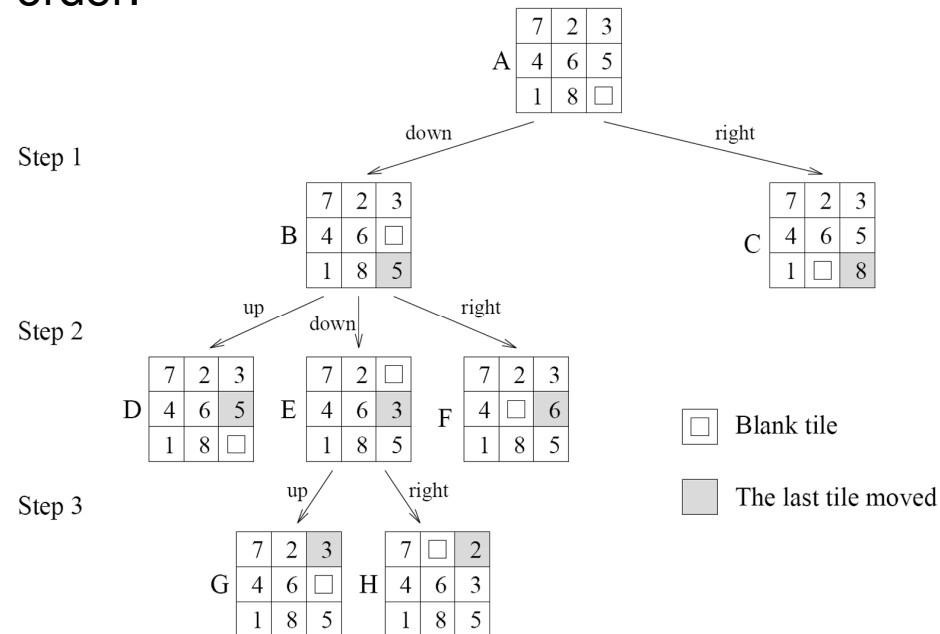 order.
7 2 3
A 4 6 5
1 8
down right
Step 1
7 2 3 7 2 3
B 4 6 C 4 6 5
1 8 5 1 8
up down right
Step 2
7 2 3 7 2 7 2 3
D 4 6 5 E 4 6 3 F 4 6
1 8 1 8 5 1 8 5
Blank tile
up right
The last tile moved
Step 3
7 2 3 7 2
G 4 6 H 4 6 3
1 8 5 1 8 5